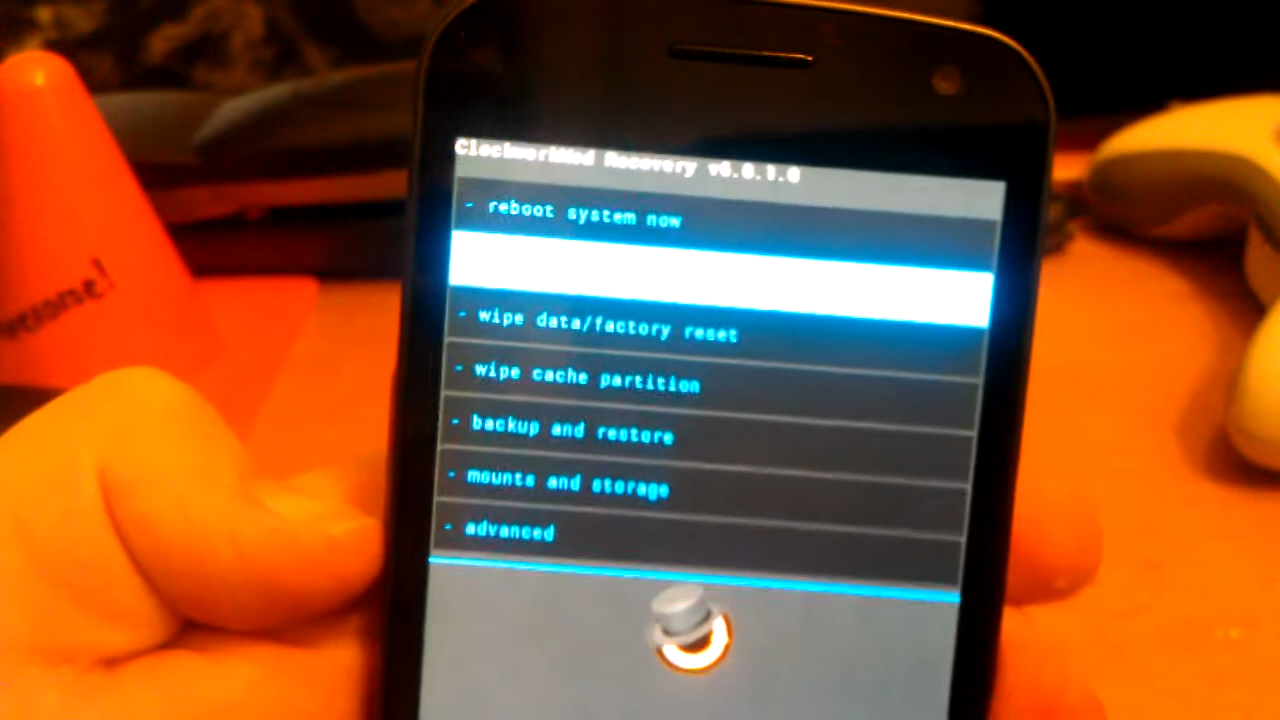 ClockworkMod Recovery v6.0.1.0
- reboot system now
- wipe data/factory reset
- wipe cache partition
- backup and restore
- mounts and storage
- advanced